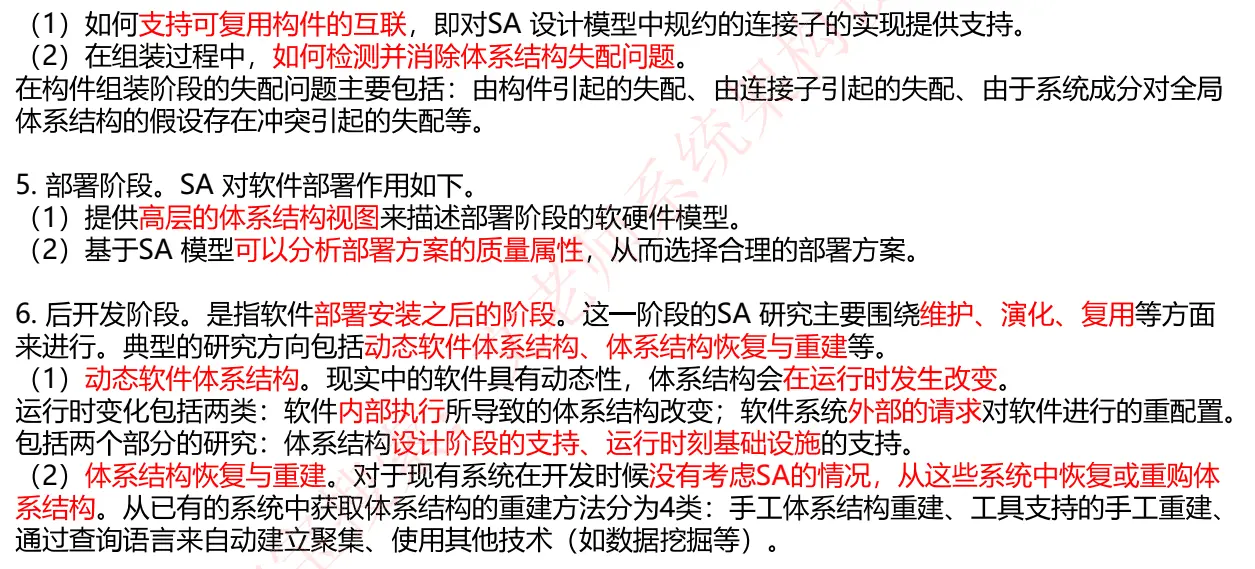 （1）如何支持可复用构件的互联，即对SA 设计模型中规约的连接子的实现提供支持。
（2）在组装过程中，如何检测并消除体系结构失配问题。
在构件组装阶段的失配问题主要包括：由构件引起的失配、由连接子引起的失配、由于系统成分对全局
体系结构的假设存在冲突引起的失配等。
5. 部署阶段。SA 对软件部署作用如下。
（1）提供高层的体系结构视图来描述部署阶段的软硬件模型。
（2）基于SA 模型可以分析部署方案的质量属性，从而选择合理的部署方案。
6. 后开发阶段。是指软件部署安装之后的阶段。这一阶段的SA 研究主要围绕维护、演化、复用等方面
来进行。典型的研究方向包括动态软件体系结构、体系结构恢复与重建等。
（1）动态软件体系结构。现实中的软件具有动态性，体系结构会在运行时发生改变。
运行时变化包括两类：软件内部执行所导致的体系结构改变；软件系统外部的请求对软件进行的重配置。
包括两个部分的研究：体系结构设计阶段的支持、运行时刻基础设施的支持。
（2）体系结构恢复与重建。对于现有系统在开发时候没有考虑SA的情况，从这些系统中恢复或重购体
系结构。从已有的系统中获取体系结构的重建方法分为4类：手工体系结构重建、工具支持的手工重建、
通过查询语言来自动建立聚集、使用其他技术（如数据挖掘等）。